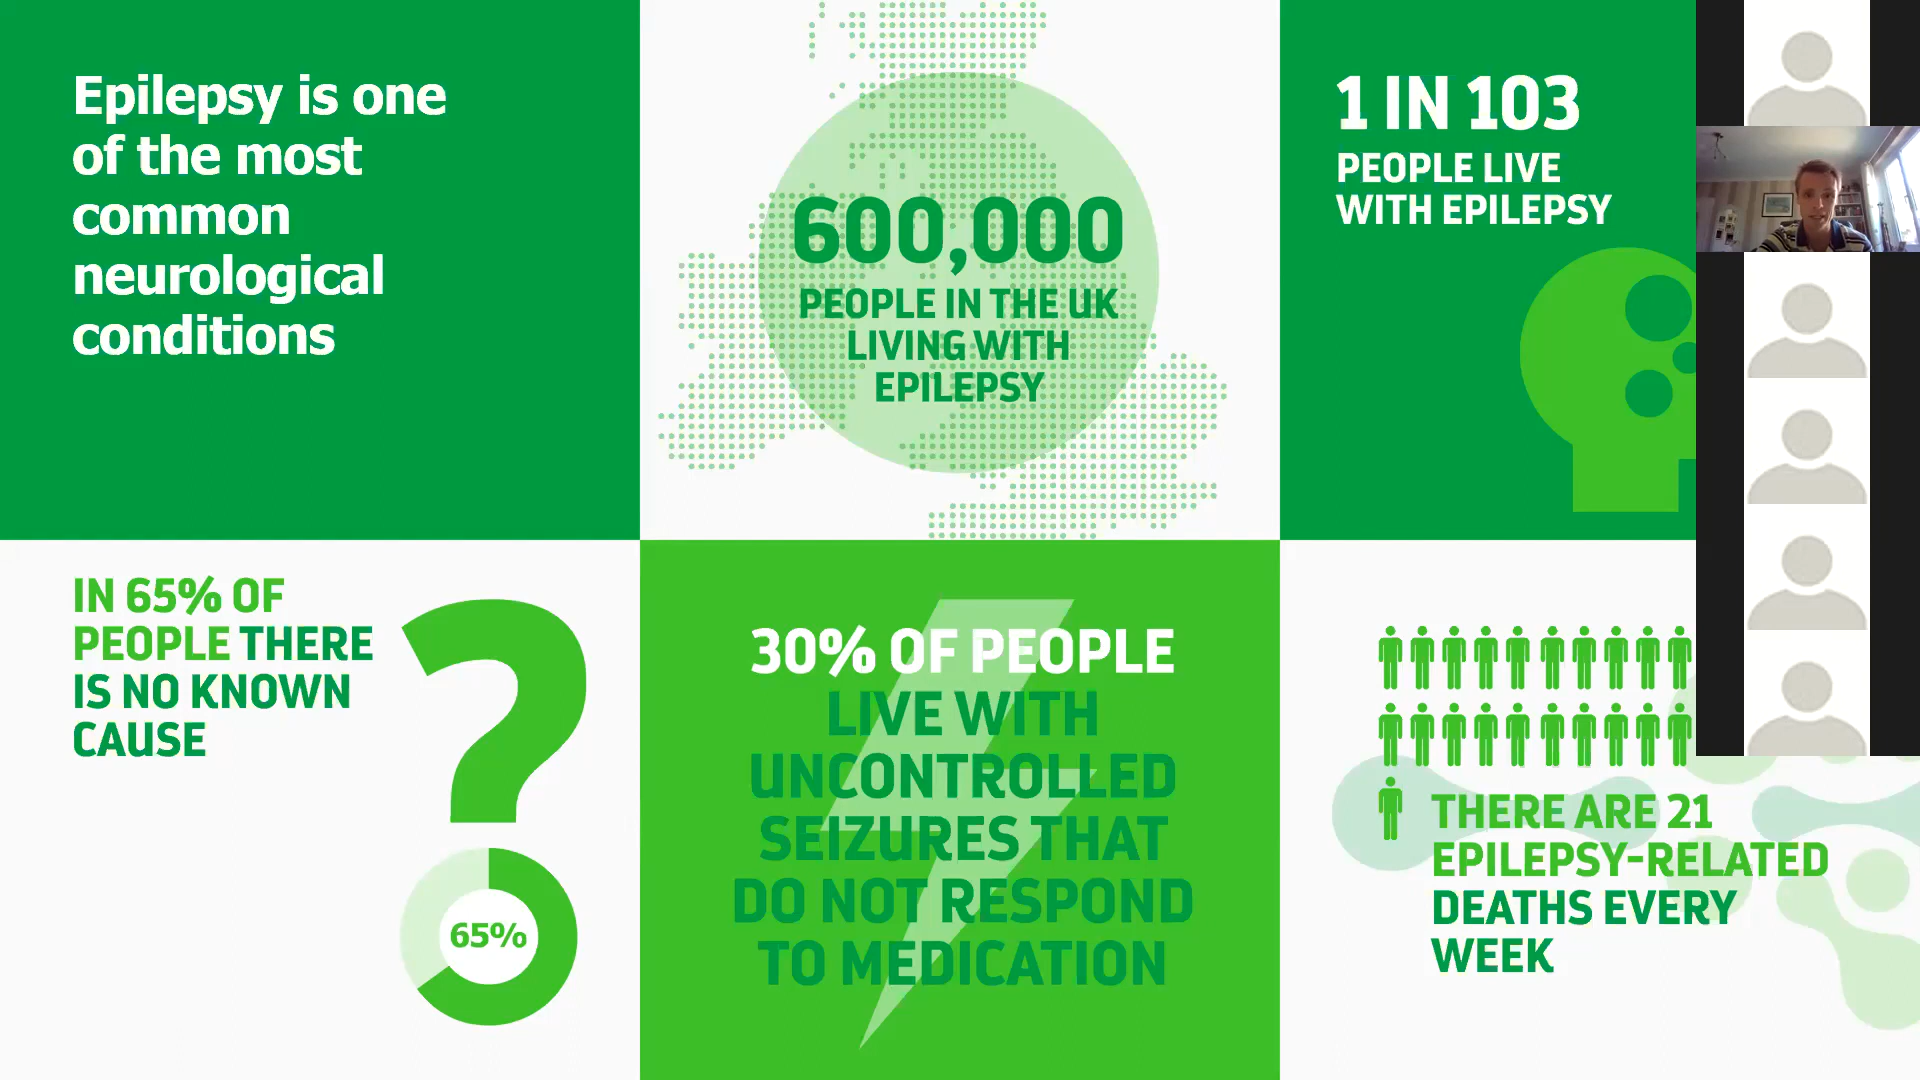 Epilepsy is one
of the most
common
neurological
conditions
600,000
PEOPLE IN THE UK
LIVING WITH
EPILEPSY
1 IN 103
PEOPLE LIVE
WITH EPILEPSY
IN 65% OF
PEOPLE THERE
IS NO KNOWN
CAUSE
65%
30% OF PEOPLE
LIVE WITH
UNCONTROLLED
SEIZURES THAT
DO NOT RESPOND
TO MEDICATION
THERE ARE 21
EPILEPSY-RELATED
DEATHS EVERY
WEEK